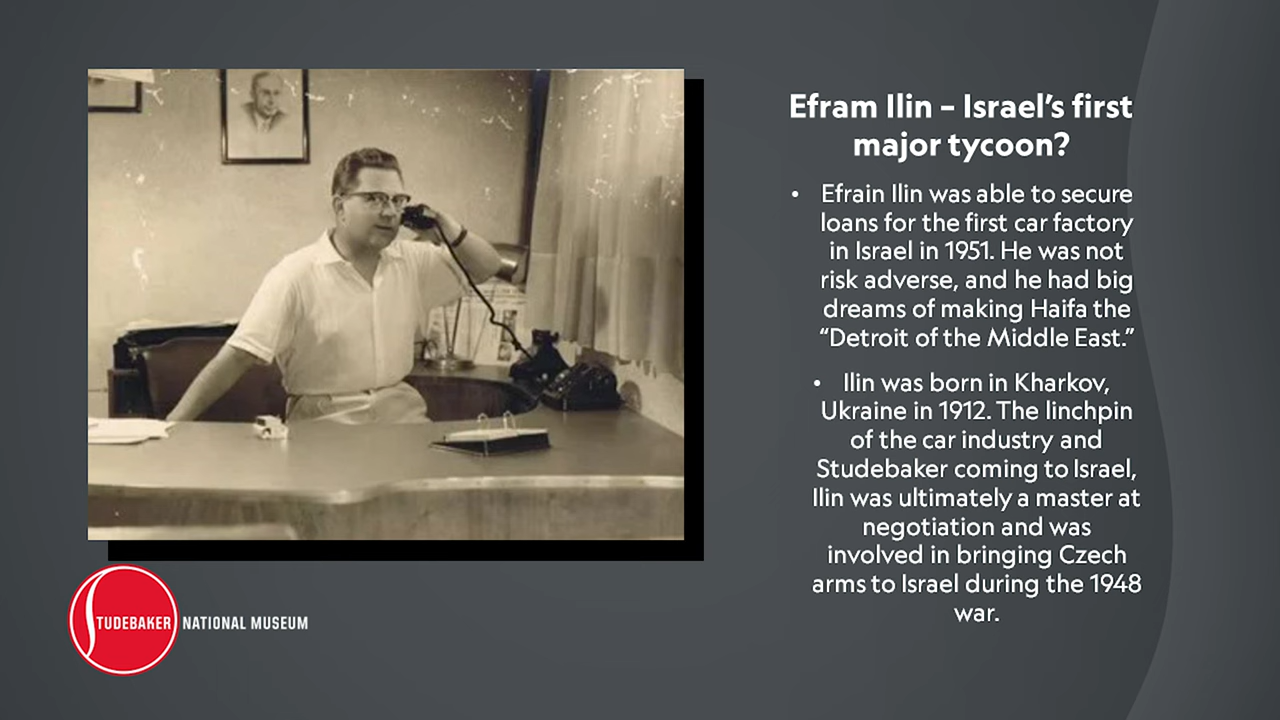 Efram Ilin – Israel's first
major tycoon?
• Efrain Ilin was able to secure
loans for the first car factory
in Israel in 1951. He was not
risk adverse, and he had big
dreams of making Haifa the
“Detroit of the Middle East.”
• Ilin was born in Kharkov,
Ukraine in 1912. The linchpin
of the car industry and
Studebaker coming to Israel,
Ilin was ultimately a master at
negotiation and was
involved in bringing Czech
arms to Israel during the 1948
war.
STUDEBAKER NATIONAL MUSEUM